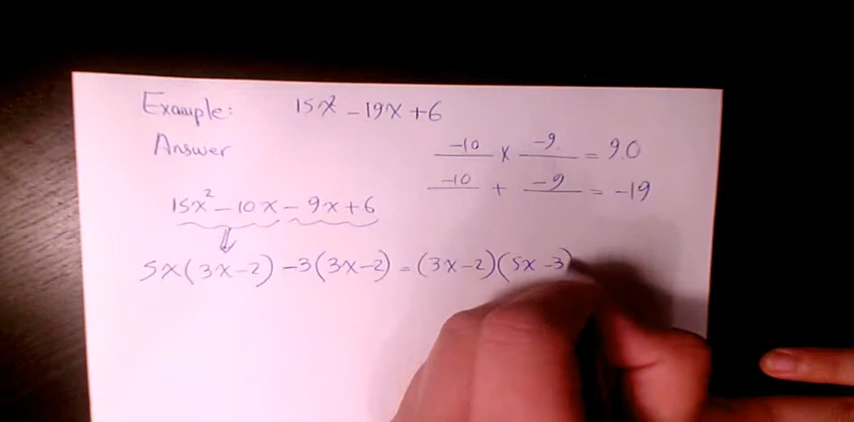 Example: 15x² - 19x + 6
Answer
-10 x -9 = 90
-10 + -9 = -19
15x² - 10x - 9x + 6
5x(3x-2) - 3(3x-2) = (3x-2)(5x-3)